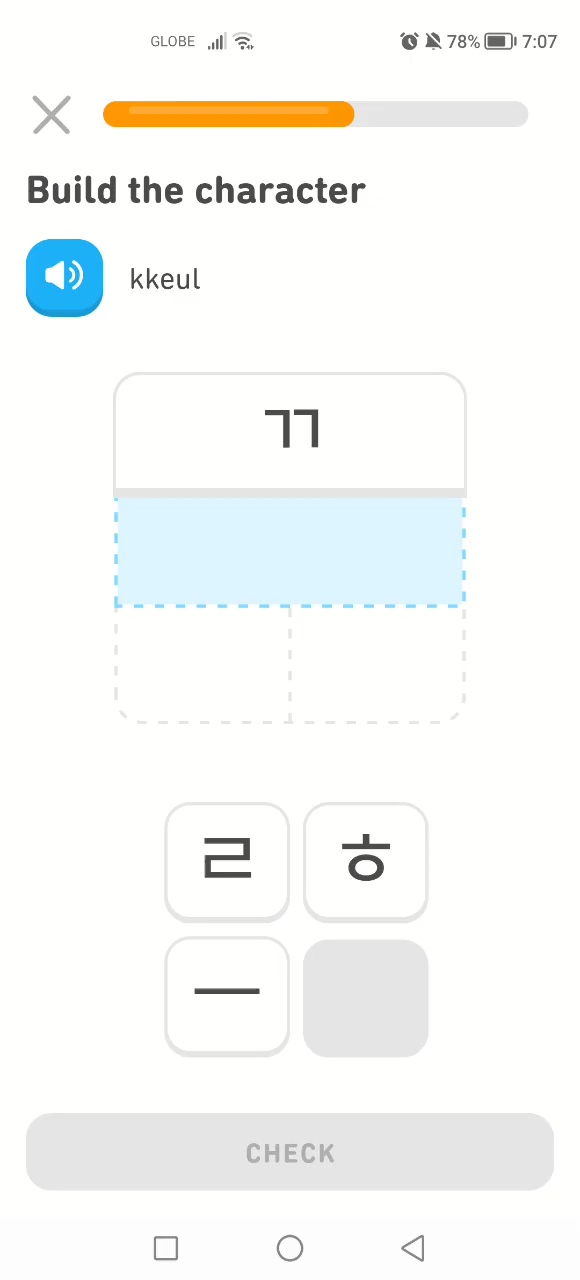 GLOBE 78% 7:07
Build the character
kkeul
ㄲ
ㄹ ㅎ
ㅡ
CHECK